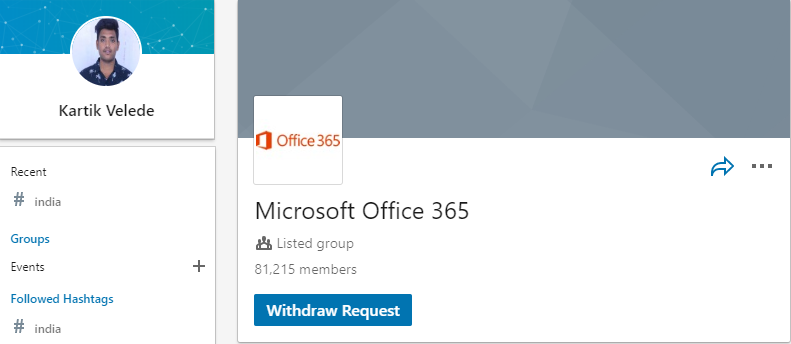 Kartik Velede
Recent
# india
Groups
Events +
Followed Hashtags
# india
Office 365
Microsoft Office 365
Listed group
81,215 members
Withdraw Request